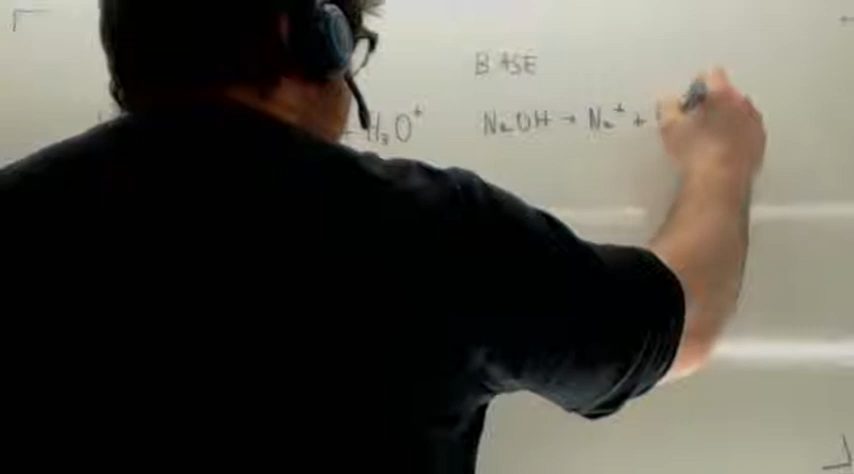 BASE
+ H₃O⁺ NaOH → Na⁺ +